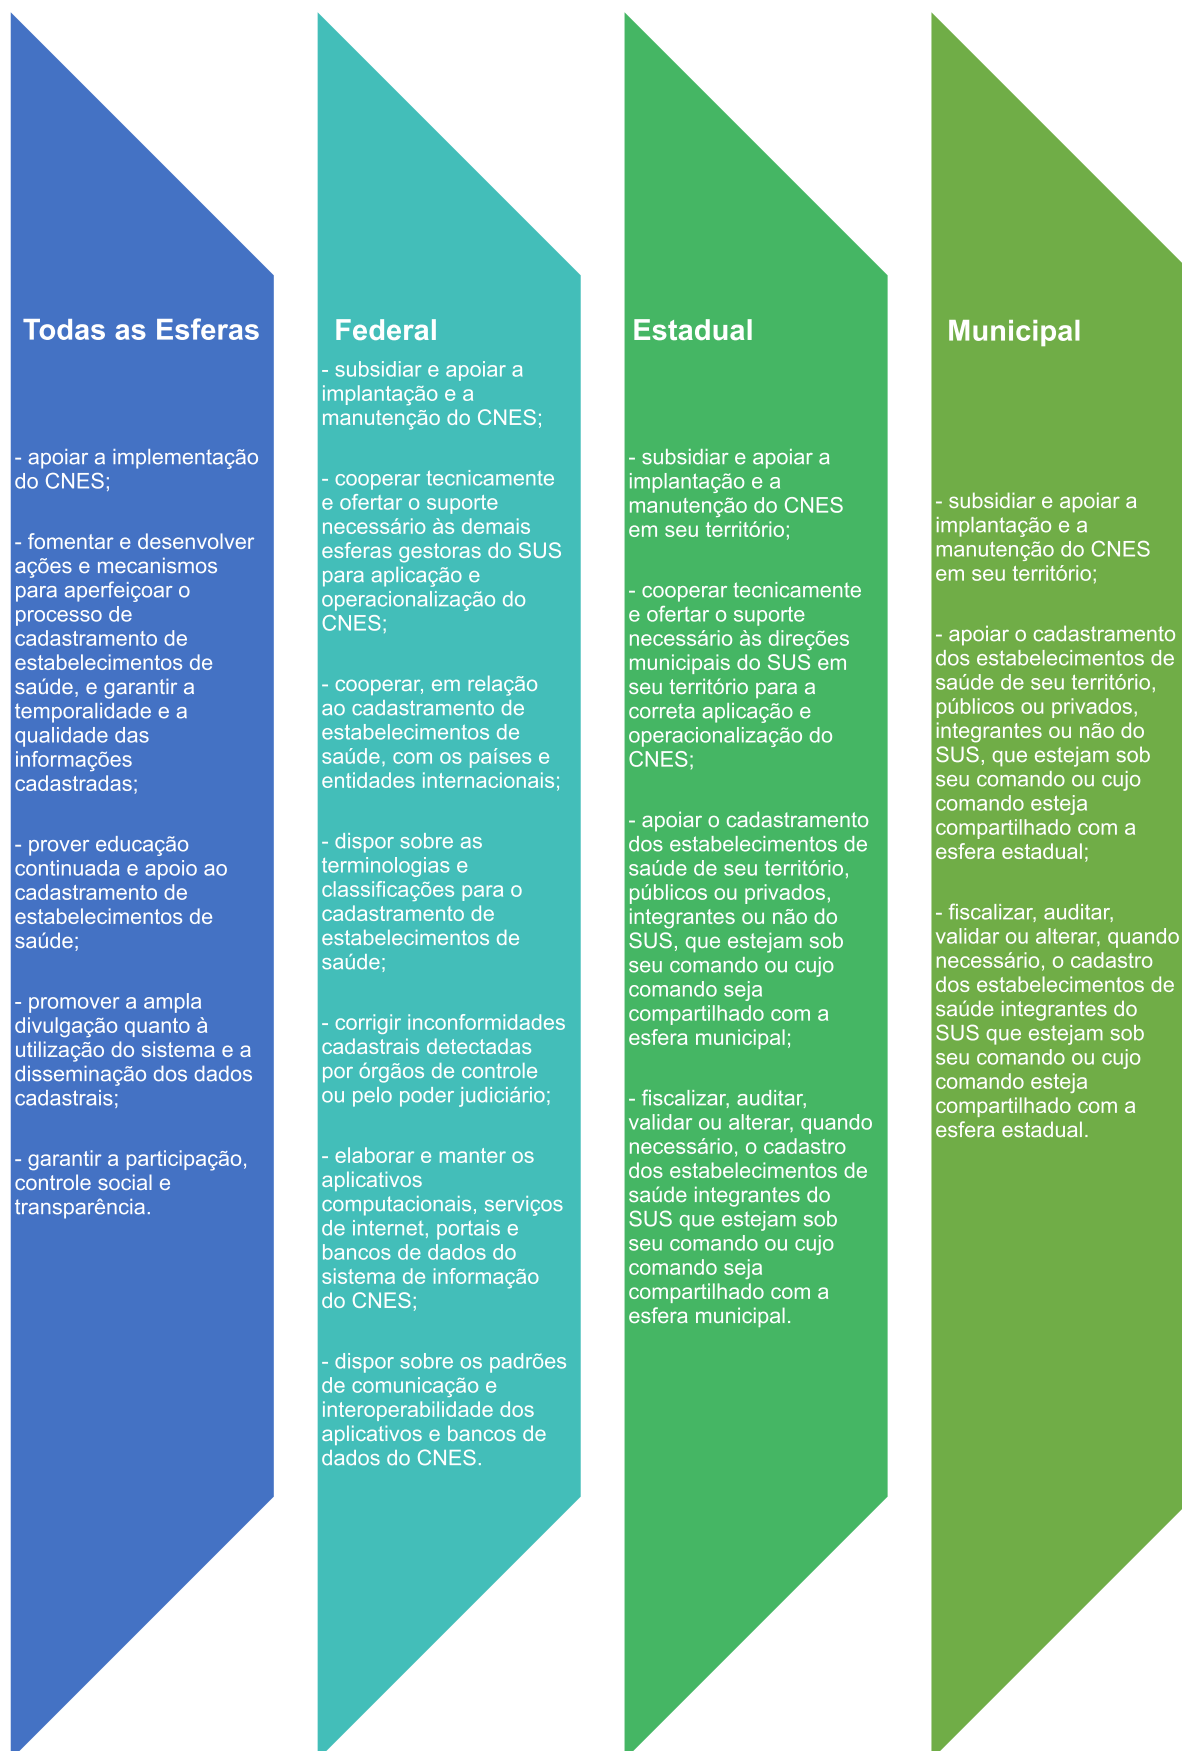 Todas as Esferas
- apoiar a implementação
do CNES;
- fomentar e desenvolver
ações e mecanismos
para aperfeiçoar o
processo de
cadastramento de
estabelecimentos de
saúde, e garantir a
temporalidade e a
qualidade das
informações
cadastradas;
- prover educação
continuada e apoio ao
cadastramento de
estabelecimentos de
saúde;
- promover a ampla
divulgação quanto à
utilização do sistema e a
disseminação dos dados
cadastrais;
- garantir a participação,
controle social e
transparência.
Federal
- subsidiar e apoiar a
implantação e a
manutenção do CNES;
- cooperar tecnicamente
e ofertar o suporte
necessário às demais
esferas gestoras do SUS
para aplicação e
operacionalização do
CNES;
- cooperar, em relação
ao cadastramento de
estabelecimentos de
saúde, com os países e
entidades internacionais;
- dispor sobre as
terminologias e
classificações para o
cadastramento de
estabelecimentos de
saúde;
- corrigir inconformidades
cadastrais detectadas
por órgãos de controle
ou pelo poder judiciário;
- elaborar e manter os
aplicativos
computacionais, serviços
de internet, portais e
bancos de dados do
sistema de informação
do CNES;
- dispor sobre os padrões
de comunicação e
interoperabilidade dos
aplicativos e bancos de
dados do CNES.
Estadual
- subsidiar e apoiar a
implantação e a
manutenção do CNES
em seu território;
- cooperar tecnicamente
e ofertar o suporte
necessário às direções
municipais do SUS em
seu território para a
correta aplicação e
operacionalização do
CNES;
- apoiar o cadastramento
dos estabelecimentos de
saúde de seu território,
públicos ou privados,
integrantes ou não do
SUS, que estejam sob
seu comando ou cujo
comando seja
compartilhado com a
esfera municipal;
- fiscalizar, auditar,
validar ou alterar, quando
necessário, o cadastro
dos estabelecimentos de
saúde integrantes do
SUS que estejam sob
seu comando ou cujo
comando seja
compartilhado com a
esfera municipal.
Municipal
- subsidiar e apoiar a
implantação e a
manutenção do CNES
em seu território;
- apoiar o cadastramento
dos estabelecimentos de
saúde de seu território,
públicos ou privados,
integrantes ou não do
SUS, que estejam sob
seu comando ou cujo
comando esteja
compartilhado com a
esfera estadual;
- fiscalizar, auditar,
validar ou alterar, quando
necessário, o cadastro
dos estabelecimentos de
saúde integrantes do
SUS que estejam sob
seu comando ou cujo
comando esteja
compartilhado com a
esfera estadual.